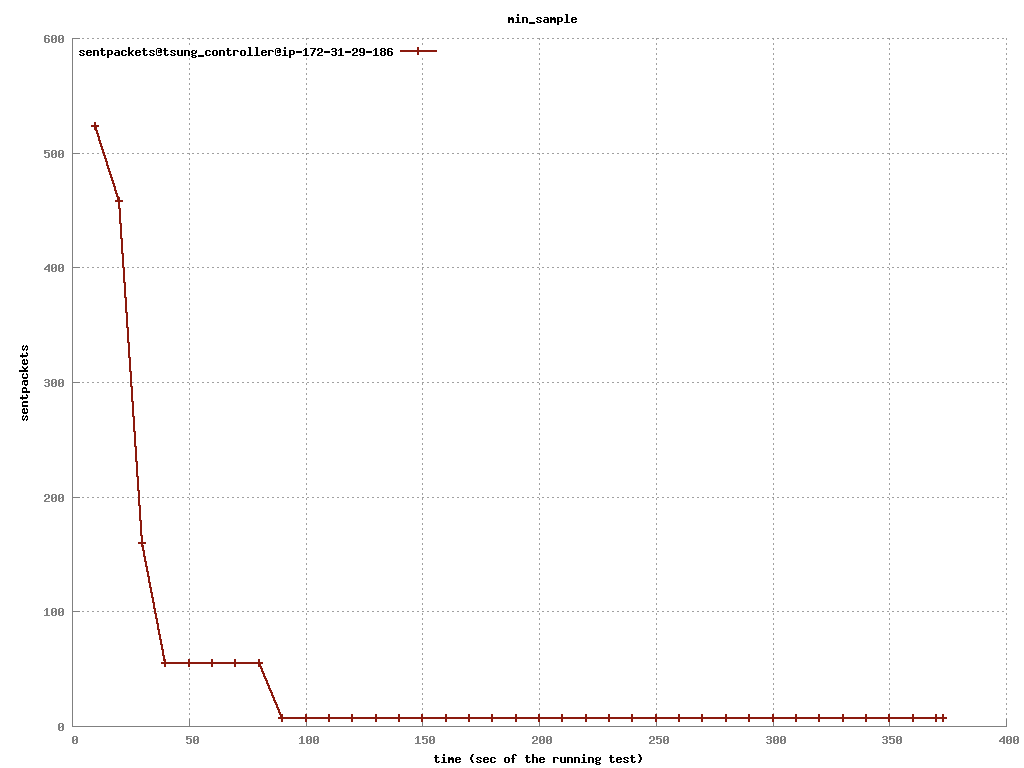 min_sample
600
sentpackets@tsung_controller@ip-172-31-29-186
500
400
300
sentpackets
200
100
0
0 50 100 150 200 250 300 350 400
time (sec of the running test)